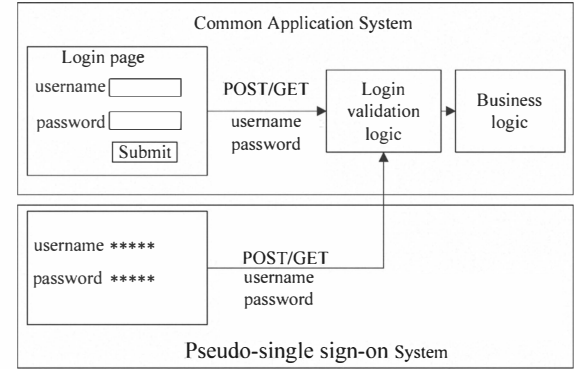 Common Application System
Login page
username
password
Submit
POST/GET
username
password
Login
validation
logic
Business
logic
username *****
password *****
POST/GET
username
password
Pseudo-single sign-on System